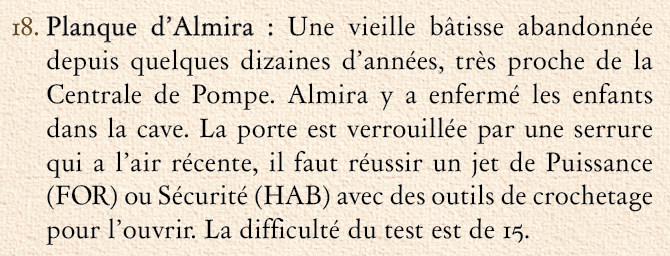 18. Planque d’Almira : Une vieille bâtisse abandonnée
depuis quelques dizaines d’années, très proche de la
Centrale de Pompe. Almira y a enfermé les enfants
dans la cave. La porte est verrouillée par une serrure
qui a l’air récente, il faut réussir un jet de Puissance
(FOR) ou Sécurité (HAB) avec des outils de crochetage
pour l’ouvrir. La difficulté du test est de 15.